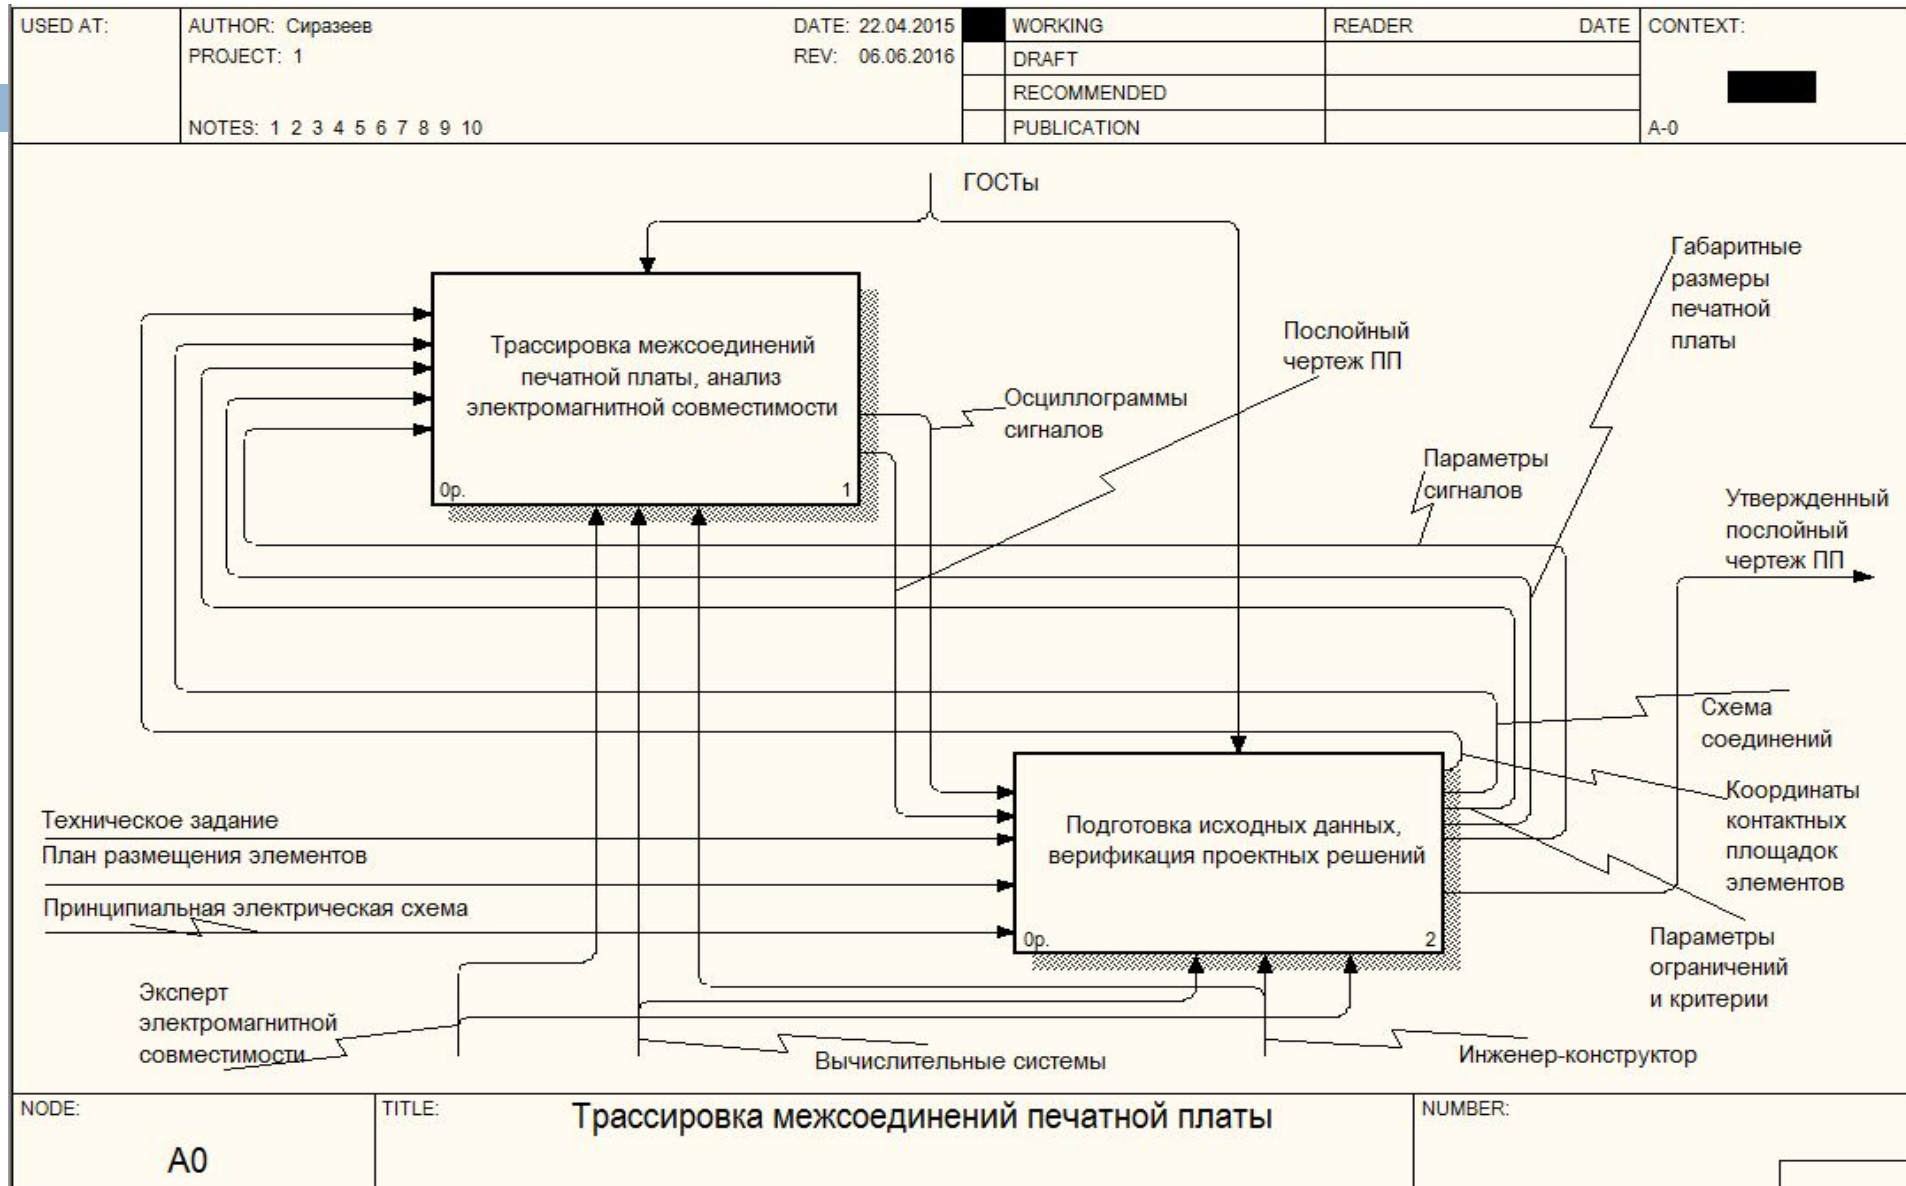 USED AT:
AUTHOR: Сиразеев
DATE: 22.04.2015
PROJECT: 1
REV: 06.06.2016
NOTES: 1 2 3 4 5 6 7 8 9 10
WORKING
DRAFT
RECOMMENDED
PUBLICATION
READER
DATE
CONTEXT:
A-0
ГОСТы
Габаритные
размеры
печатной
платы
Трассировка межсоединений
печатной платы, анализ
электромагнитной совместимости
0р.
1
Послойный
чертеж ПП
Осциллограммы
сигналов
Параметры
сигналов
Утвержденный
послойный
чертеж ПП
Схема
соединений
Координаты
контактных
площадок
элементов
Техническое задание
План размещения элементов
Принципиальная электрическая схема
Подготовка исходных данных,
верификация проектных решений
0р.
2
Параметры
ограничений
и критерии
Эксперт
электромагнитной
совместимости
Вычислительные системы
Инженер-конструктор
NODE:
A0
TITLE:
Трассировка межсоединений печатной платы
NUMBER: